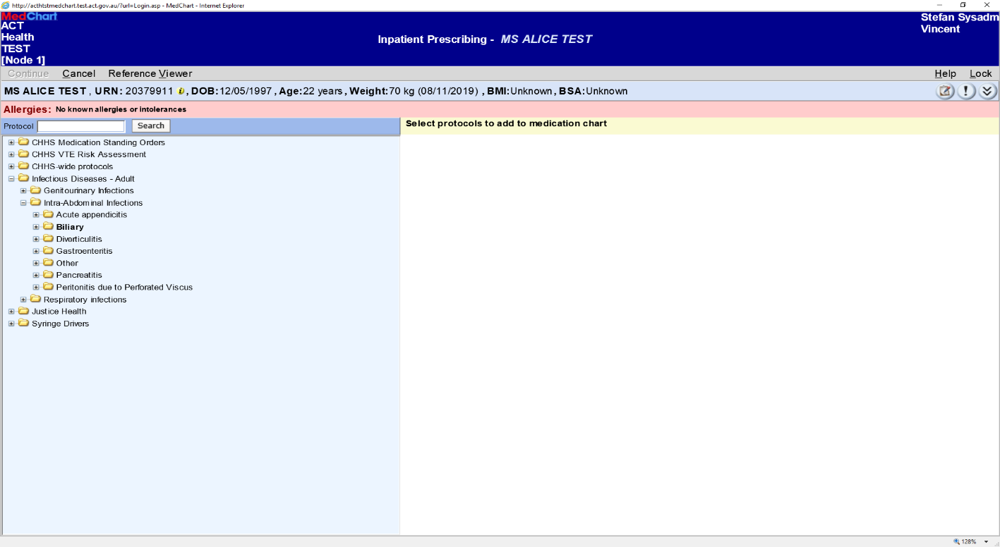 http://acthtstmedchart.test.act.gov.au/?url=Login.asp - MedChart - Internet Explorer
MedChart
ACT
Health
TEST
[Node 1]
Inpatient Prescribing - MS ALICE TEST
Stefan Sysadm
Vincent
Continue Cancel Reference Viewer Help Lock
MS ALICE TEST , URN: 20379911 i , DOB:12/05/1997 , Age:22 years , Weight:70 kg (08/11/2019) , BMI:Unknown , BSA:Unknown
Allergies: No known allergies or intolerances
Protocol Search
Select protocols to add to medication chart
CHHS Medication Standing Orders
CHHS VTE Risk Assessment
CHHS-wide protocols
Infectious Diseases - Adult
Genitourinary Infections
Intra-Abdominal Infections
Acute appendicitis
Biliary
Diverticulitis
Gastroenteritis
Other
Pancreatitis
Peritonitis due to Perforated Viscus
Respiratory infections
Justice Health
Syringe Drivers
128%